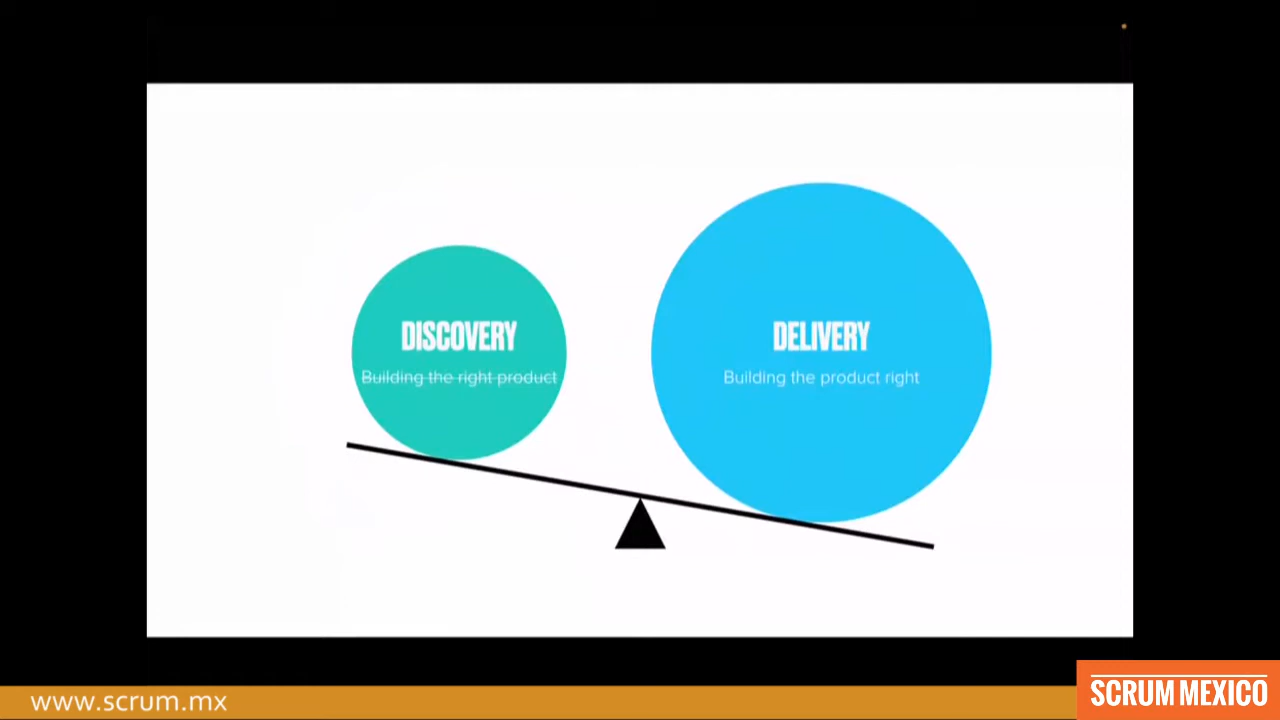 DISCOVERY
Building the right product
DELIVERY
Building the product right
www.scrum.mx
SCRUM MEXICO